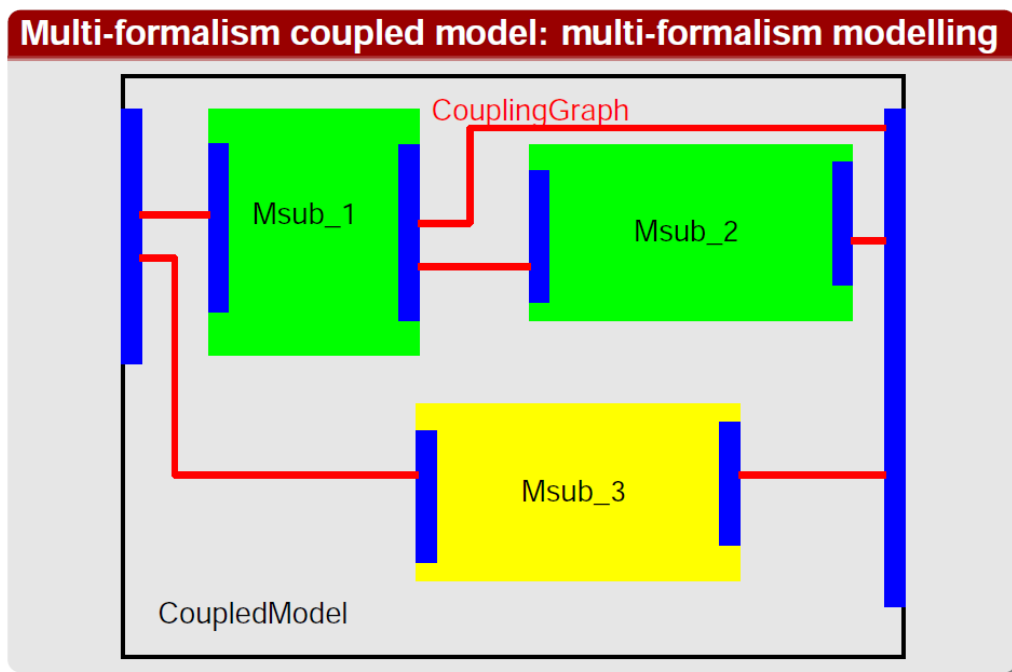 Multi-formalism coupled model: multi-formalism modelling
CouplingGraph
Msub_1
Msub_2
Msub_3
CoupledModel